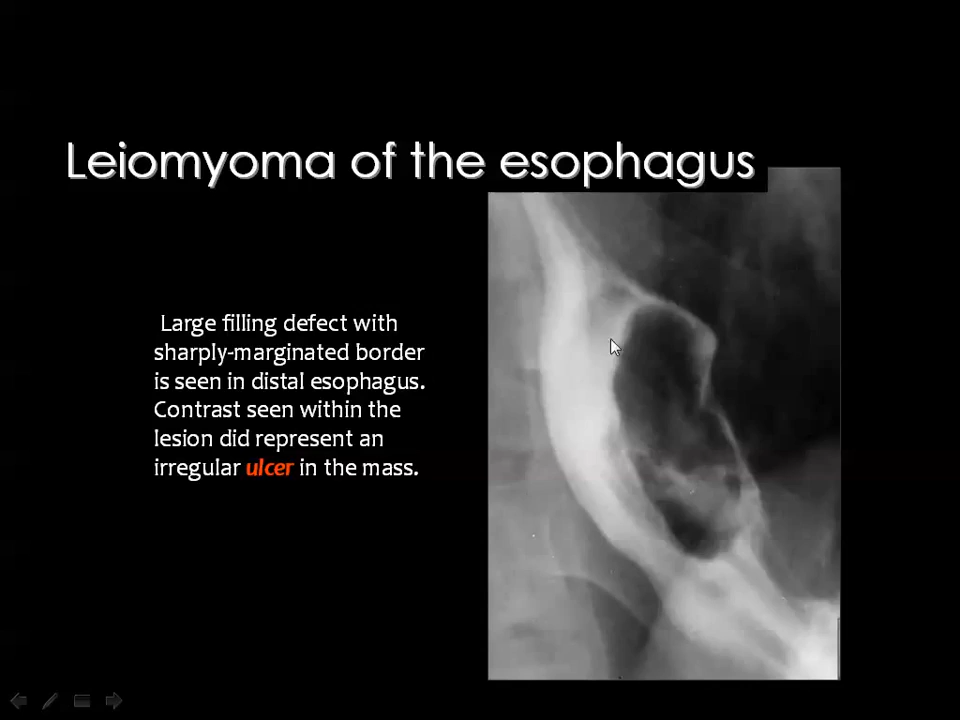 Leiomyoma of the esophagus
Large filling defect with
sharply-marginated border
is seen in distal esophagus.
Contrast seen within the
lesion did represent an
irregular ulcer in the mass.